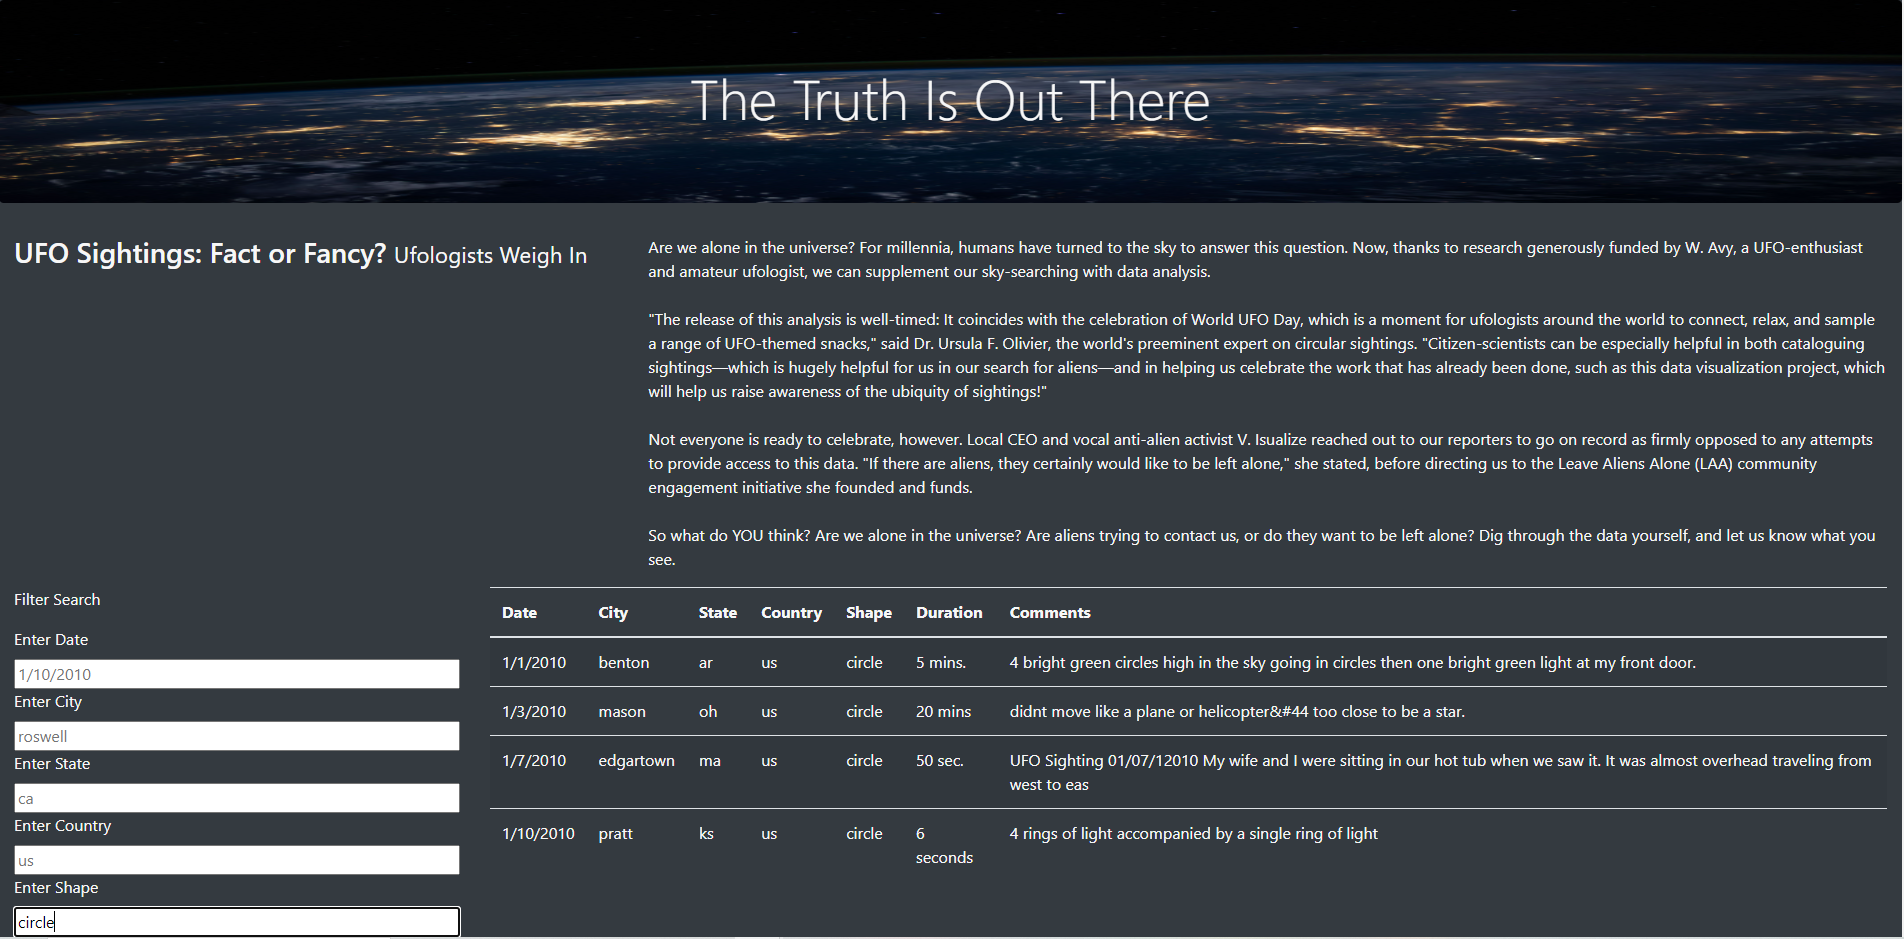 The Truth Is Out There
UFO Sightings: Fact or Fancy? Ufologists Weigh In
Are we alone in the universe? For millennia, humans have turned to the sky to answer this question. Now, thanks to research generously funded by W. Avy, a UFO-enthusiast
and amateur ufologist, we can supplement our sky-searching with data analysis.
"The release of this analysis is well-timed: It coincides with the celebration of World UFO Day, which is a moment for ufologists around the world to connect, relax, and sample
a range of UFO-themed snacks," said Dr. Ursula F. Olivier, the world's preeminent expert on circular sightings. "Citizen-scientists can be especially helpful in both cataloguing
sightings—which is hugely helpful for us in our search for aliens—and in helping us celebrate the work that has already been done, such as this data visualization project, which
will help us raise awareness of the ubiquity of sightings!"
Not everyone is ready to celebrate, however. Local CEO and vocal anti-alien activist V. Isualize reached out to our reporters to go on record as firmly opposed to any attempts
to provide access to this data. "If there are aliens, they certainly would like to be left alone," she stated, before directing us to the Leave Aliens Alone (LAA) community
engagement initiative she founded and funds.
So what do YOU think? Are we alone in the universe? Are aliens trying to contact us, or do they want to be left alone? Dig through the data yourself, and let us know what you
see.
Filter Search
Enter Date
1/10/2010
Enter City
roswell
Enter State
ca
Enter Country
us
Enter Shape
circle
Date City State Country Shape Duration Comments
1/1/2010 benton ar us circle 5 mins. 4 bright green circles high in the sky going in circles then one bright green light at my front door.
1/3/2010 mason oh us circle 20 mins didnt move like a plane or helicopter&#44 too close to be a star.
1/7/2010 edgartown ma us circle 50 sec. UFO Sighting 01/07/12010 My wife and I were sitting in our hot tub when we saw it. It was almost overhead traveling from
west to eas
1/10/2010 pratt ks us circle 6 4 rings of light accompanied by a single ring of light
seconds